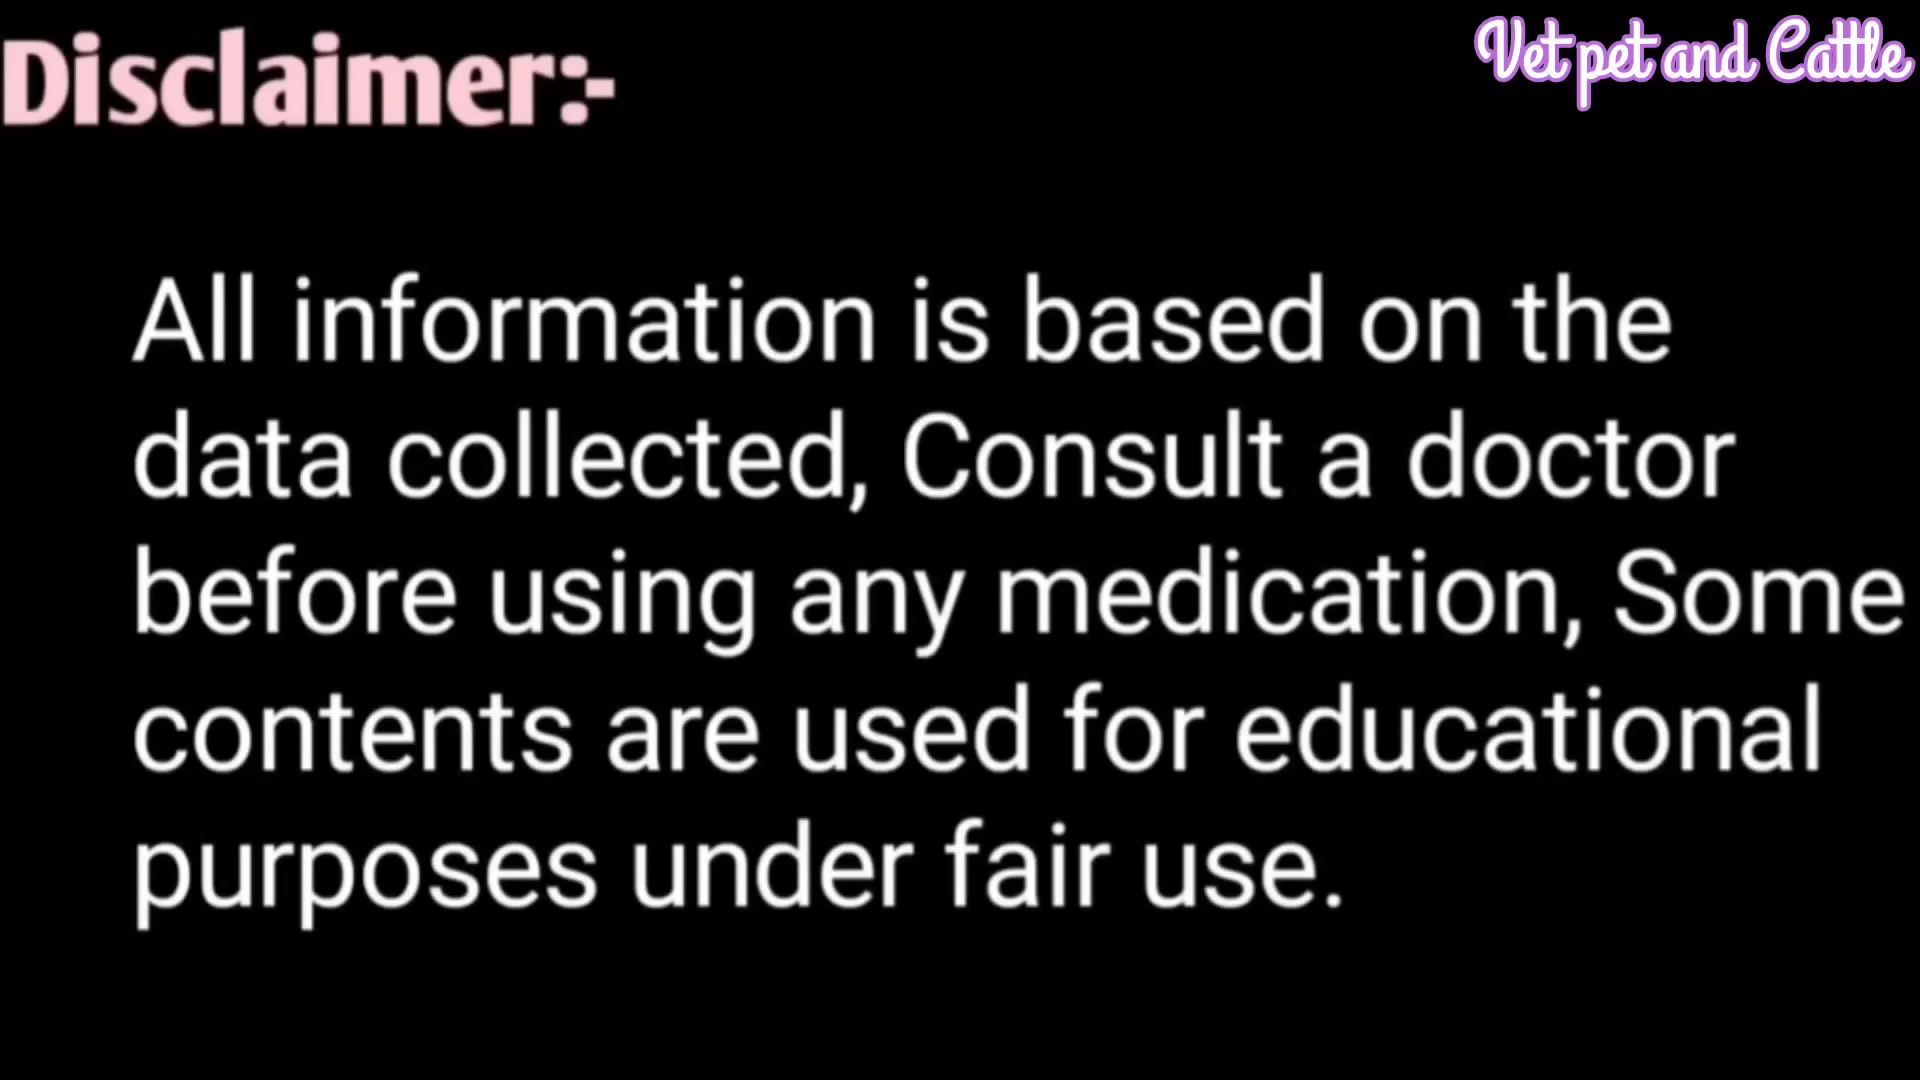 Disclaimer:-
Vet pet and Cattle
All information is based on the
data collected, Consult a doctor
before using any medication, Some
contents are used for educational
purposes under fair use.